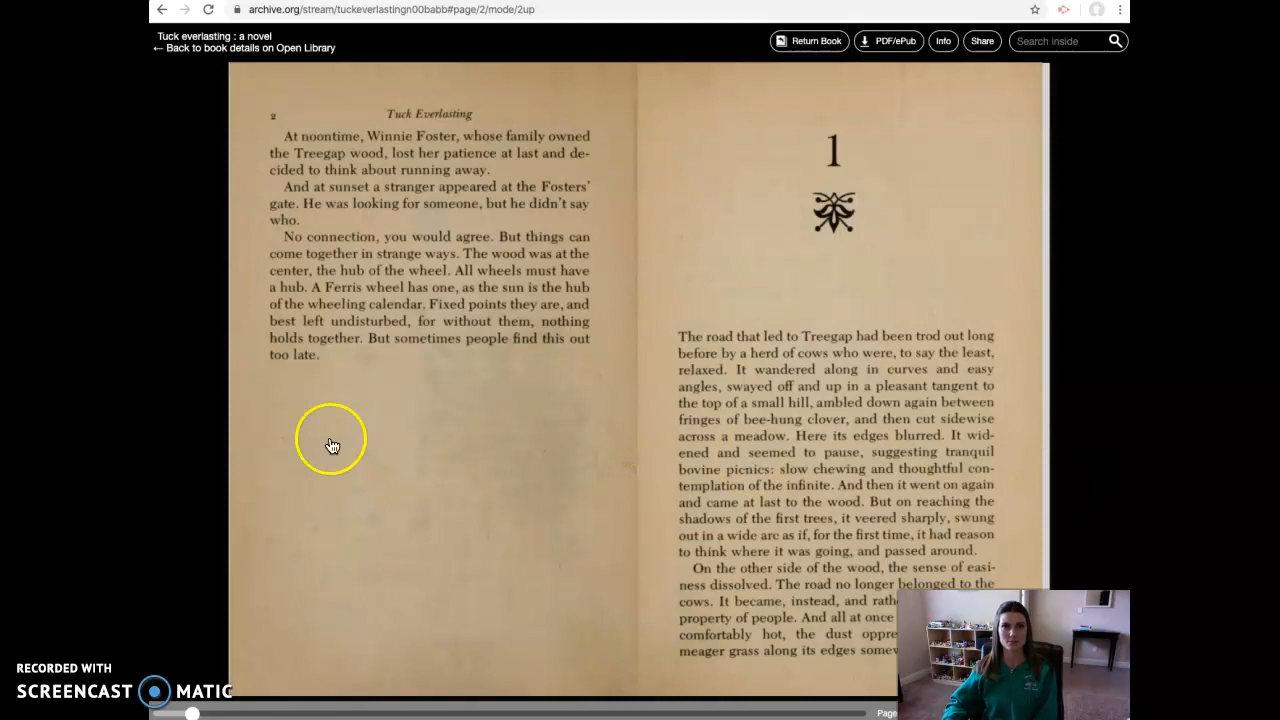 archive.org/stream/tuckeverlastingn00babb#page/2/mode/2up
Tuck everlasting : a novel
← Back to book details on Open Library
Return Book
PDF/ePub
Info
Share
Search inside
2
Tuck Everlasting
At noontime, Winnie Foster, whose family owned
the Treegap wood, lost her patience at last and de-
cided to think about running away.
And at sunset a stranger appeared at the Fosters'
gate. He was looking for someone, but he didn't say
who.
No connection, you would agree. But things can
come together in strange ways. The wood was at the
center, the hub of the wheel. All wheels must have
a hub. A Ferris wheel has one, as the sun is the hub
of the wheeling calendar. Fixed points they are, and
best left undisturbed, for without them, nothing
holds together. But sometimes people find this out
too late.
1
The road that led to Treegap had been trod out long
before by a herd of cows who were, to say the least,
relaxed. It wandered along in curves and easy
angles, swayed off and up in a pleasant tangent to
the top of a small hill, ambled down again between
fringes of bee-hung clover, and then cut sidewise
across a meadow. Here its edges blurred. It wid-
ened and seemed to pause, suggesting tranquil
bovine picnics: slow chewing and thoughtful con-
templation of the infinite. And then it went on again
and came at last to the wood. But on reaching the
shadows of the first trees, it veered sharply, swung
out in a wide arc as if, for the first time, it had reason
to think where it was going, and passed around.
On the other side of the wood, the sense of easi-
ness dissolved. The road no longer belonged to the
cows. It became, instead, and
property of people. And all at once
comfortably hot, the dust
meager grass along its edges
Page
RECORDED WITH
SCREENCAST MATIC